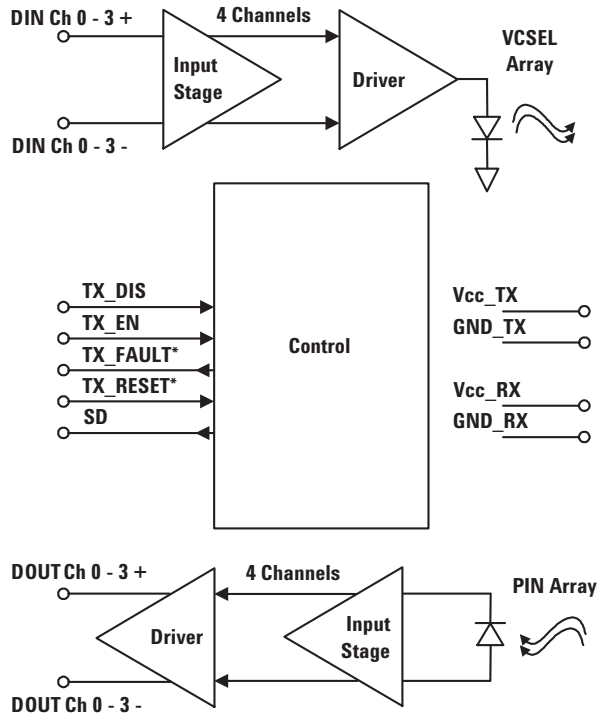 DIN Ch 0 - 3 +
4 Channels
VCSEL
Array
Input
Stage
Driver
DIN Ch 0 - 3 -
TX_DIS
TX_EN
TX_FAULT*
TX_RESET*
SD
Control
Vcc_TX
GND_TX
Vcc_RX
GND_RX
DOUT Ch 0 - 3 +
4 Channels
PIN Array
Driver
Input
Stage
DOUT Ch 0 - 3 -